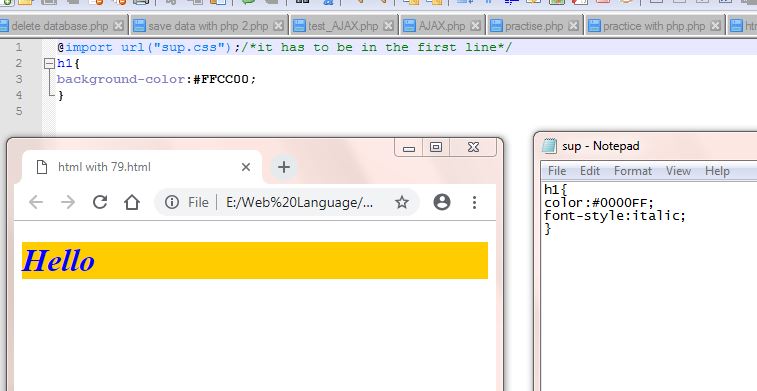 delete database.php save data with php 2.php test_AJAX.php AJAX.php practise.php practice with php.php
1 @import url("sup.css");/*it has to be in the first line*/
2 h1{
3 background-color:#FFCC00;
4 }
5
html with 79.html
File E:/Web%20Language/...
Hello
sup - Notepad
File Edit Format View Help
h1{
color:#0000FF;
font-style:italic;
}